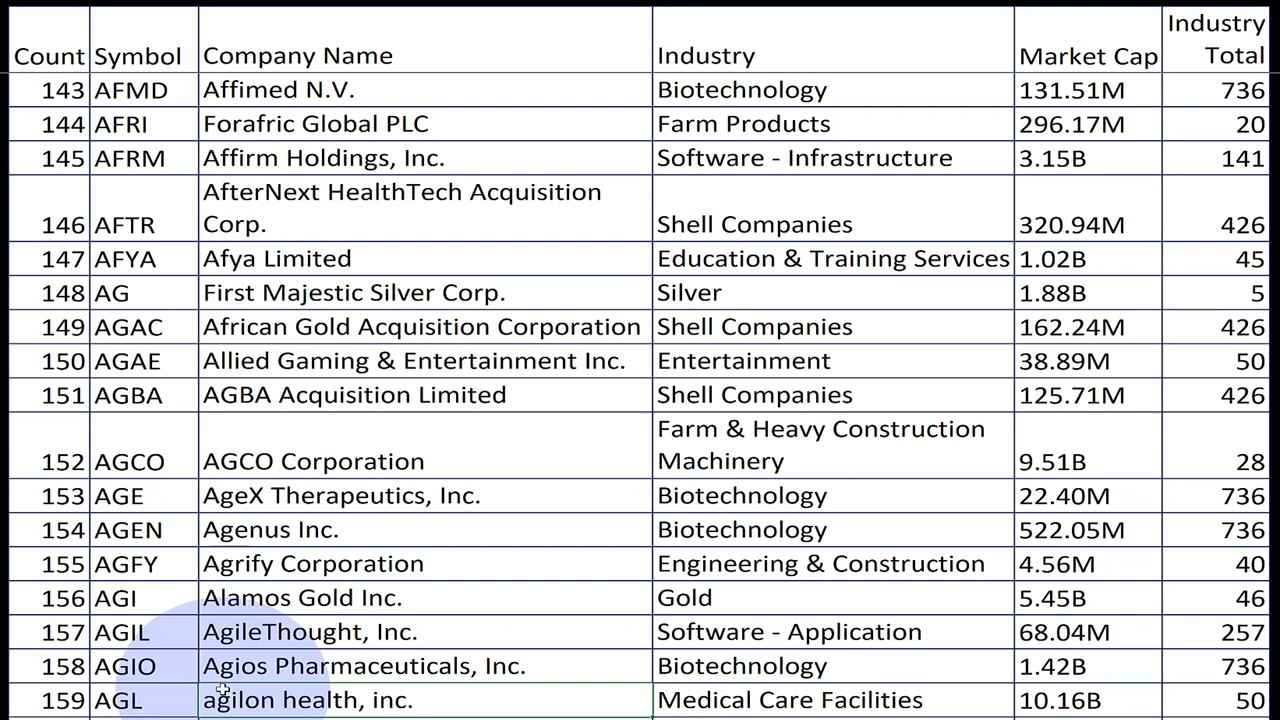 Count Symbol Company Name Industry Market Cap Industry Total
143 AFMD Affimed N.V. Biotechnology 131.51M 736
144 AFRI Forafric Global PLC Farm Products 296.17M 20
145 AFRM Affirm Holdings, Inc. Software - Infrastructure 3.15B 141
146 AFTR AfterNext HealthTech Acquisition Corp. Shell Companies 320.94M 426
147 AFYA Afya Limited Education & Training Services 1.02B 45
148 AG First Majestic Silver Corp. Silver 1.88B 5
149 AGAC African Gold Acquisition Corporation Shell Companies 162.24M 426
150 AGAE Allied Gaming & Entertainment Inc. Entertainment 38.89M 50
151 AGBA AGBA Acquisition Limited Shell Companies 125.71M 426
152 AGCO AGCO Corporation Farm & Heavy Construction Machinery 9.51B 28
153 AGE AgeX Therapeutics, Inc. Biotechnology 22.40M 736
154 AGEN Agenus Inc. Biotechnology 522.05M 736
155 AGFY Agrify Corporation Engineering & Construction 4.56M 40
156 AGI Alamos Gold Inc. Gold 5.45B 46
157 AGIL AgileThought, Inc. Software - Application 68.04M 257
158 AGIO Agios Pharmaceuticals, Inc. Biotechnology 1.42B 736
159 AGL agilon health, inc. Medical Care Facilities 10.16B 50